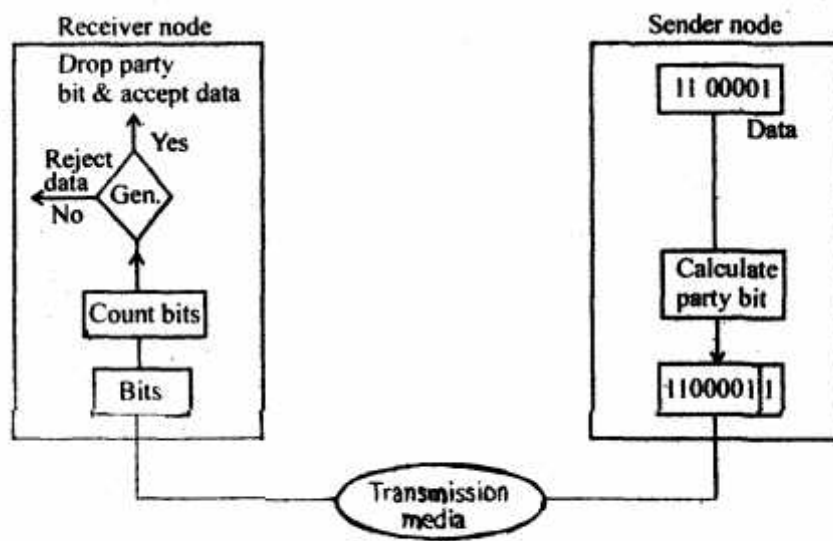 Receiver node
Drop party
bit & accept data
Yes
Reject
data
No
Gen.
Count bits
Bits
Sender node
11 00001
Data
Calculate
party bit
1100001 1
Transmission
media